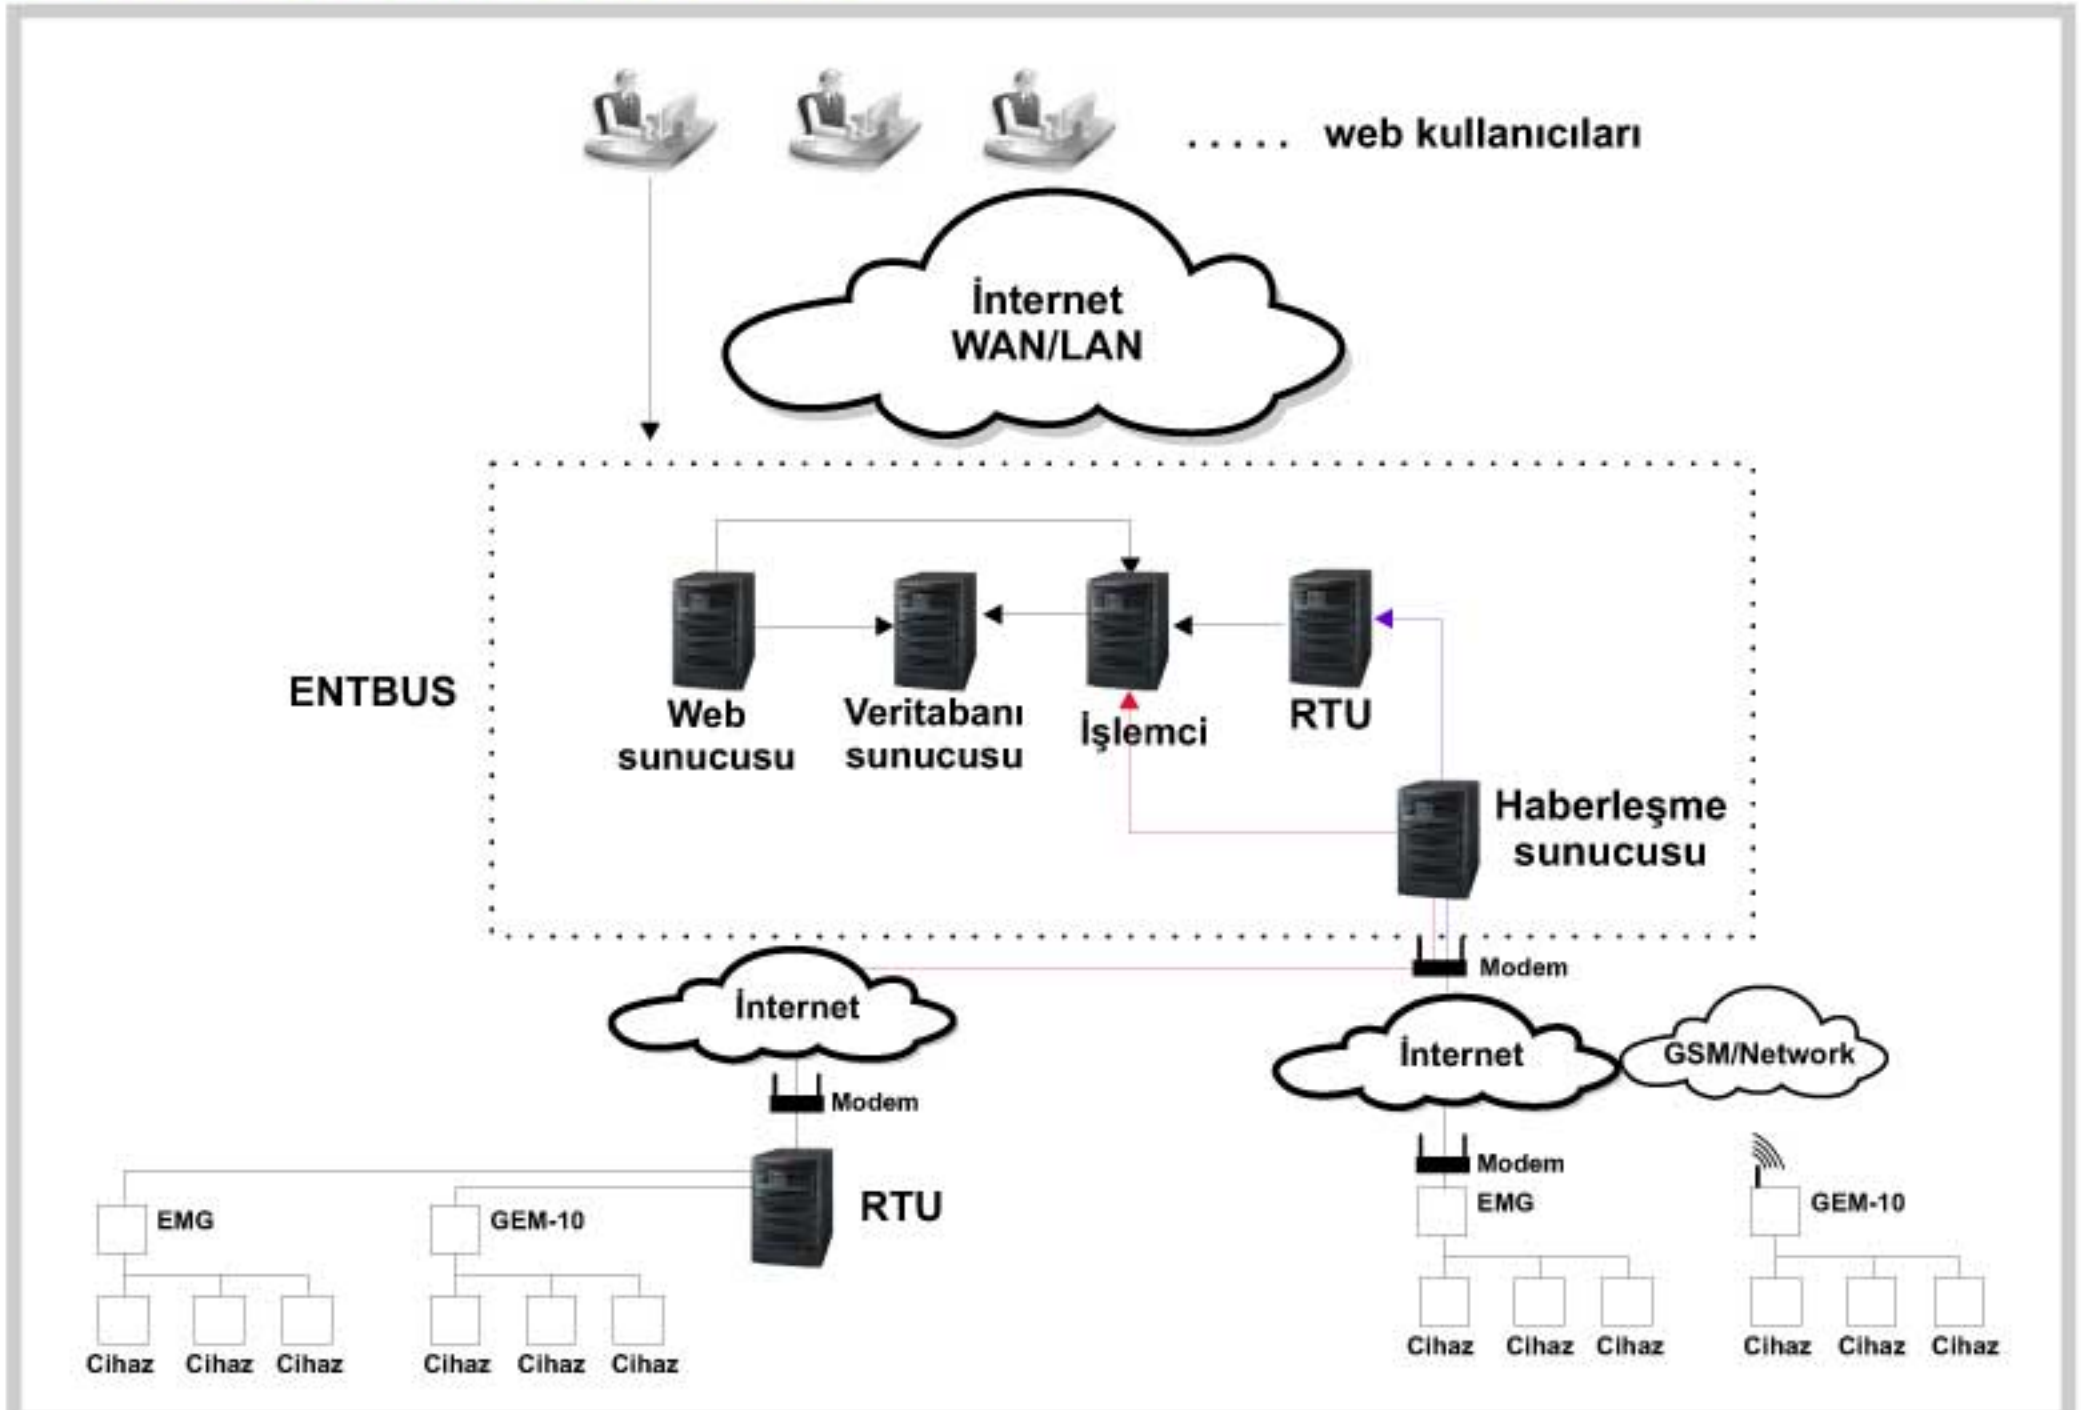 web kullanıcıları
İnternet
WAN/LAN
ENTBUS
Web
sunucusu
Veritabanı
sunucusu
İşlemci
RTU
Haberleşme
sunucusu
Modem
İnternet
İnternet
GSM/Network
Modem
Modem
RTU
EMG
GEM-10
EMG
GEM-10
Cihaz
Cihaz
Cihaz
Cihaz
Cihaz
Cihaz
Cihaz
Cihaz
Cihaz
Cihaz
Cihaz
Cihaz